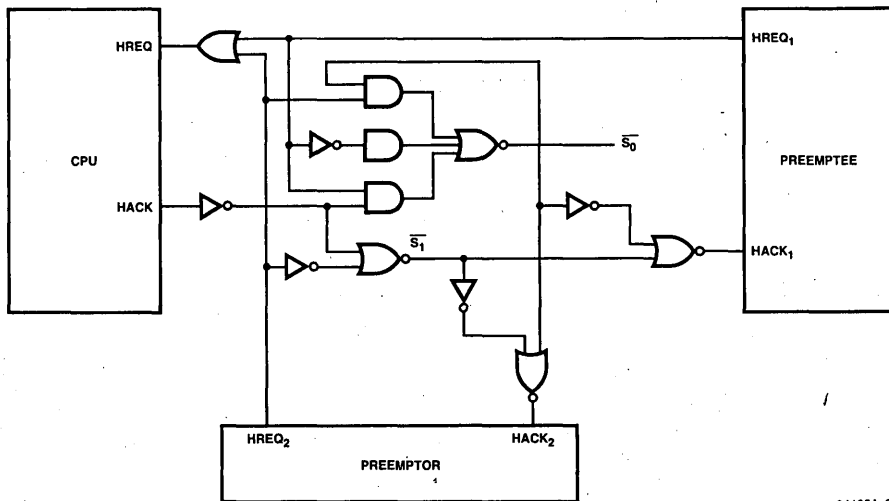 HREQ
HREQ₁
CPU
S̅₀̅
PREEMPTEE
HACK
S̅₁̅
HACK₁
HREQ₂
HACK₂
PREEMPTOR